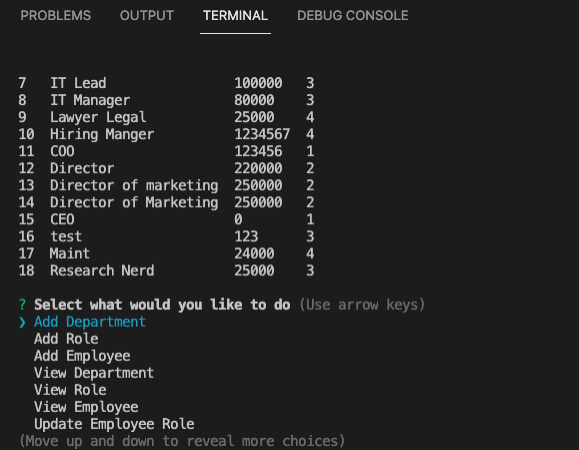 PROBLEMS OUTPUT TERMINAL DEBUG CONSOLE
7 IT Lead 100000 3
8 IT Manager 80000 3
9 Lawyer Legal 25000 4
10 Hiring Manger 1234567 4
11 COO 123456 1
12 Director 220000 2
13 Director of marketing 250000 2
14 Director of Marketing 250000 2
15 CEO 0 1
16 test 123 3
17 Maint 24000 4
18 Research Nerd 25000 3
? Select what would you like to do (Use arrow keys)
❯ Add Department
Add Role
Add Employee
View Department
View Role
View Employee
Update Employee Role
(Move up and down to reveal more choices)